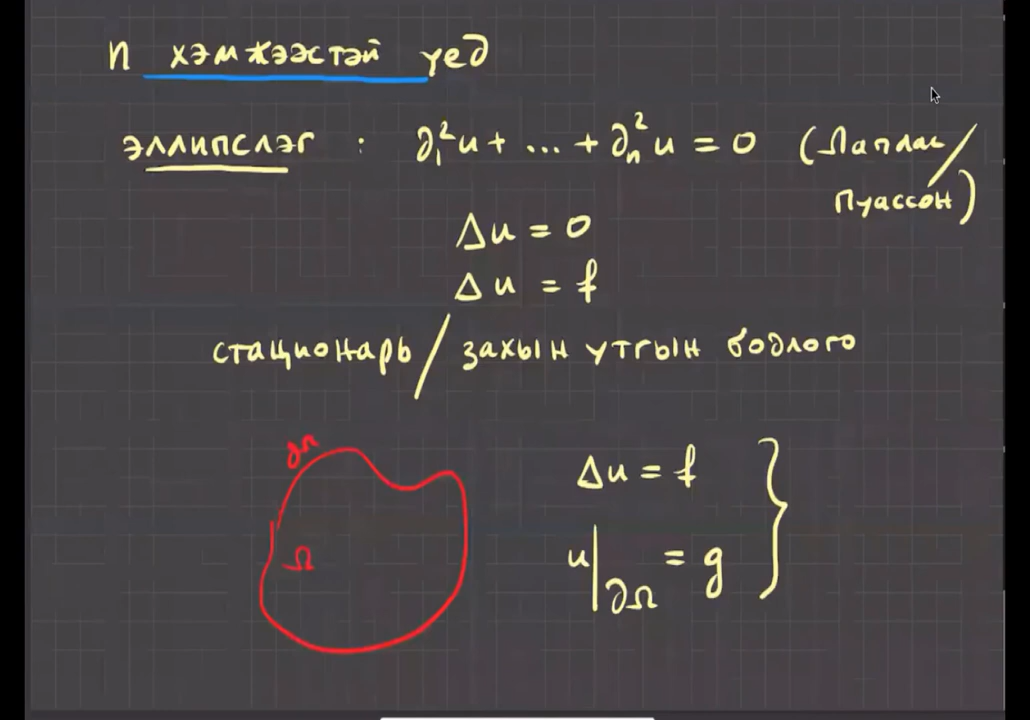 n хэмжээстэй үед
эллипслэг : ∂₁²u + ... + ∂ₙ²u = 0 (Лаплас/
Пуассон)
Δu = 0
Δu = f
стационарь / захын утгын бодлого
∂Ω
Ω
Δu = f
u|∂Ω = g }